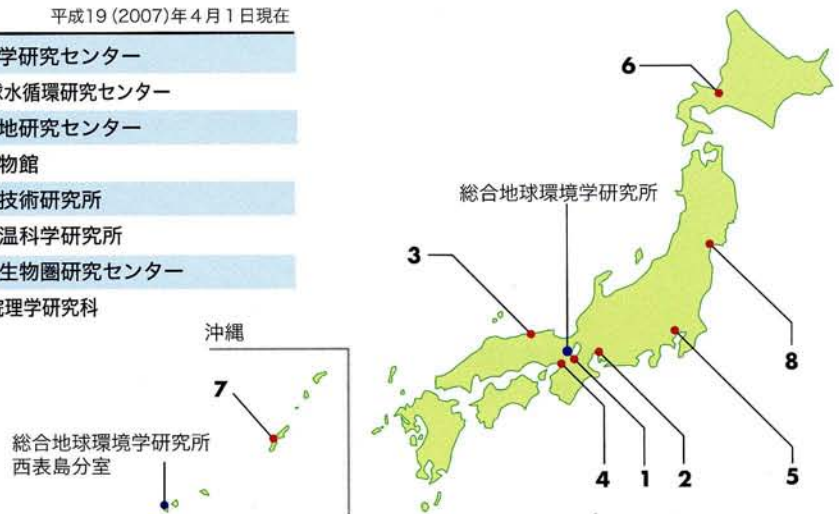 平成19(2007)年4月1日現在
学研究センター
水循環研究センター
地研究センター
物館
技術研究所
温科学研究所
生物圏研究センター
理学研究科
沖縄
7
総合地球環境学研究所
西表島分室
6
総合地球環境学研究所
3
8
4
1
2
5